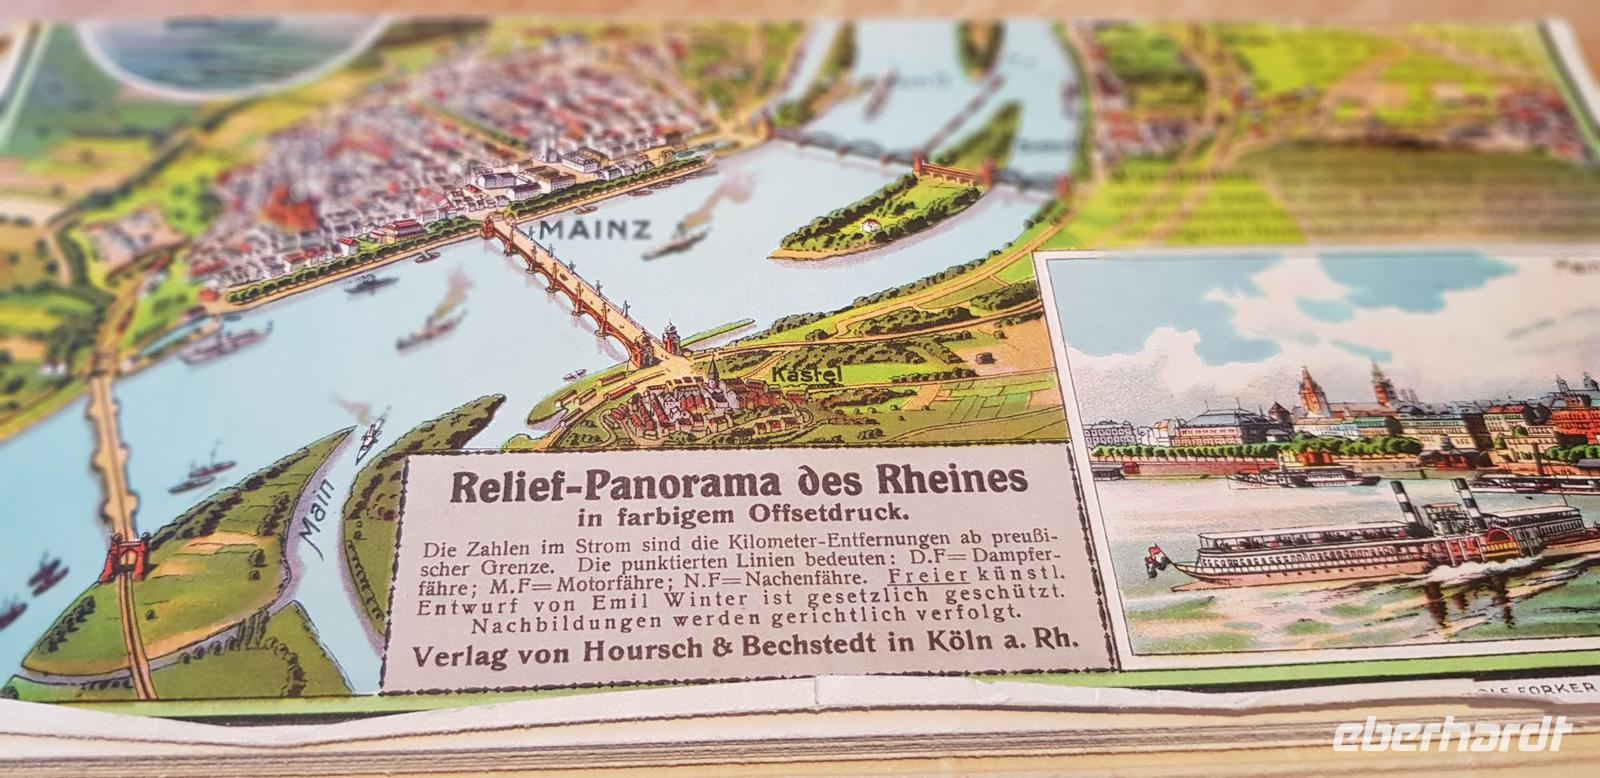 MAINZ
Kastel
Main
Relief-Panorama des Rheines
in farbigem Offsetdruck.
Die Zahlen im Strom sind die Kilometer-Entfernungen ab preußi-
scher Grenze. Die punktierten Linien bedeuten: D.F=Dampfer-
fähre; M.F=Motorfähre; N.F=Nachenfähre. Freier künstl.
Entwurf von Emil Winter ist gesetzlich geschützt.
Nachbildungen werden gerichtlich verfolgt.
Verlag von Hoursch & Bechstedt in Köln a. Rh.
FORKER
eberhardt